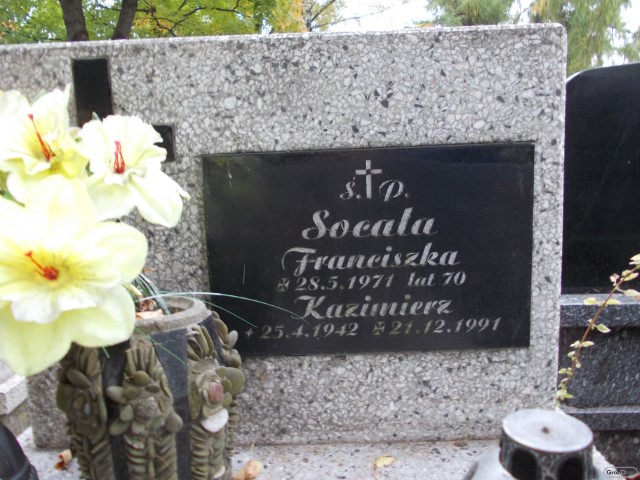 Ś. P.
Socała
Franciszka
✠ 28.5.1971 lat 70
Kazimierz
+ 25.4.1942 ✠ 21.12.1991